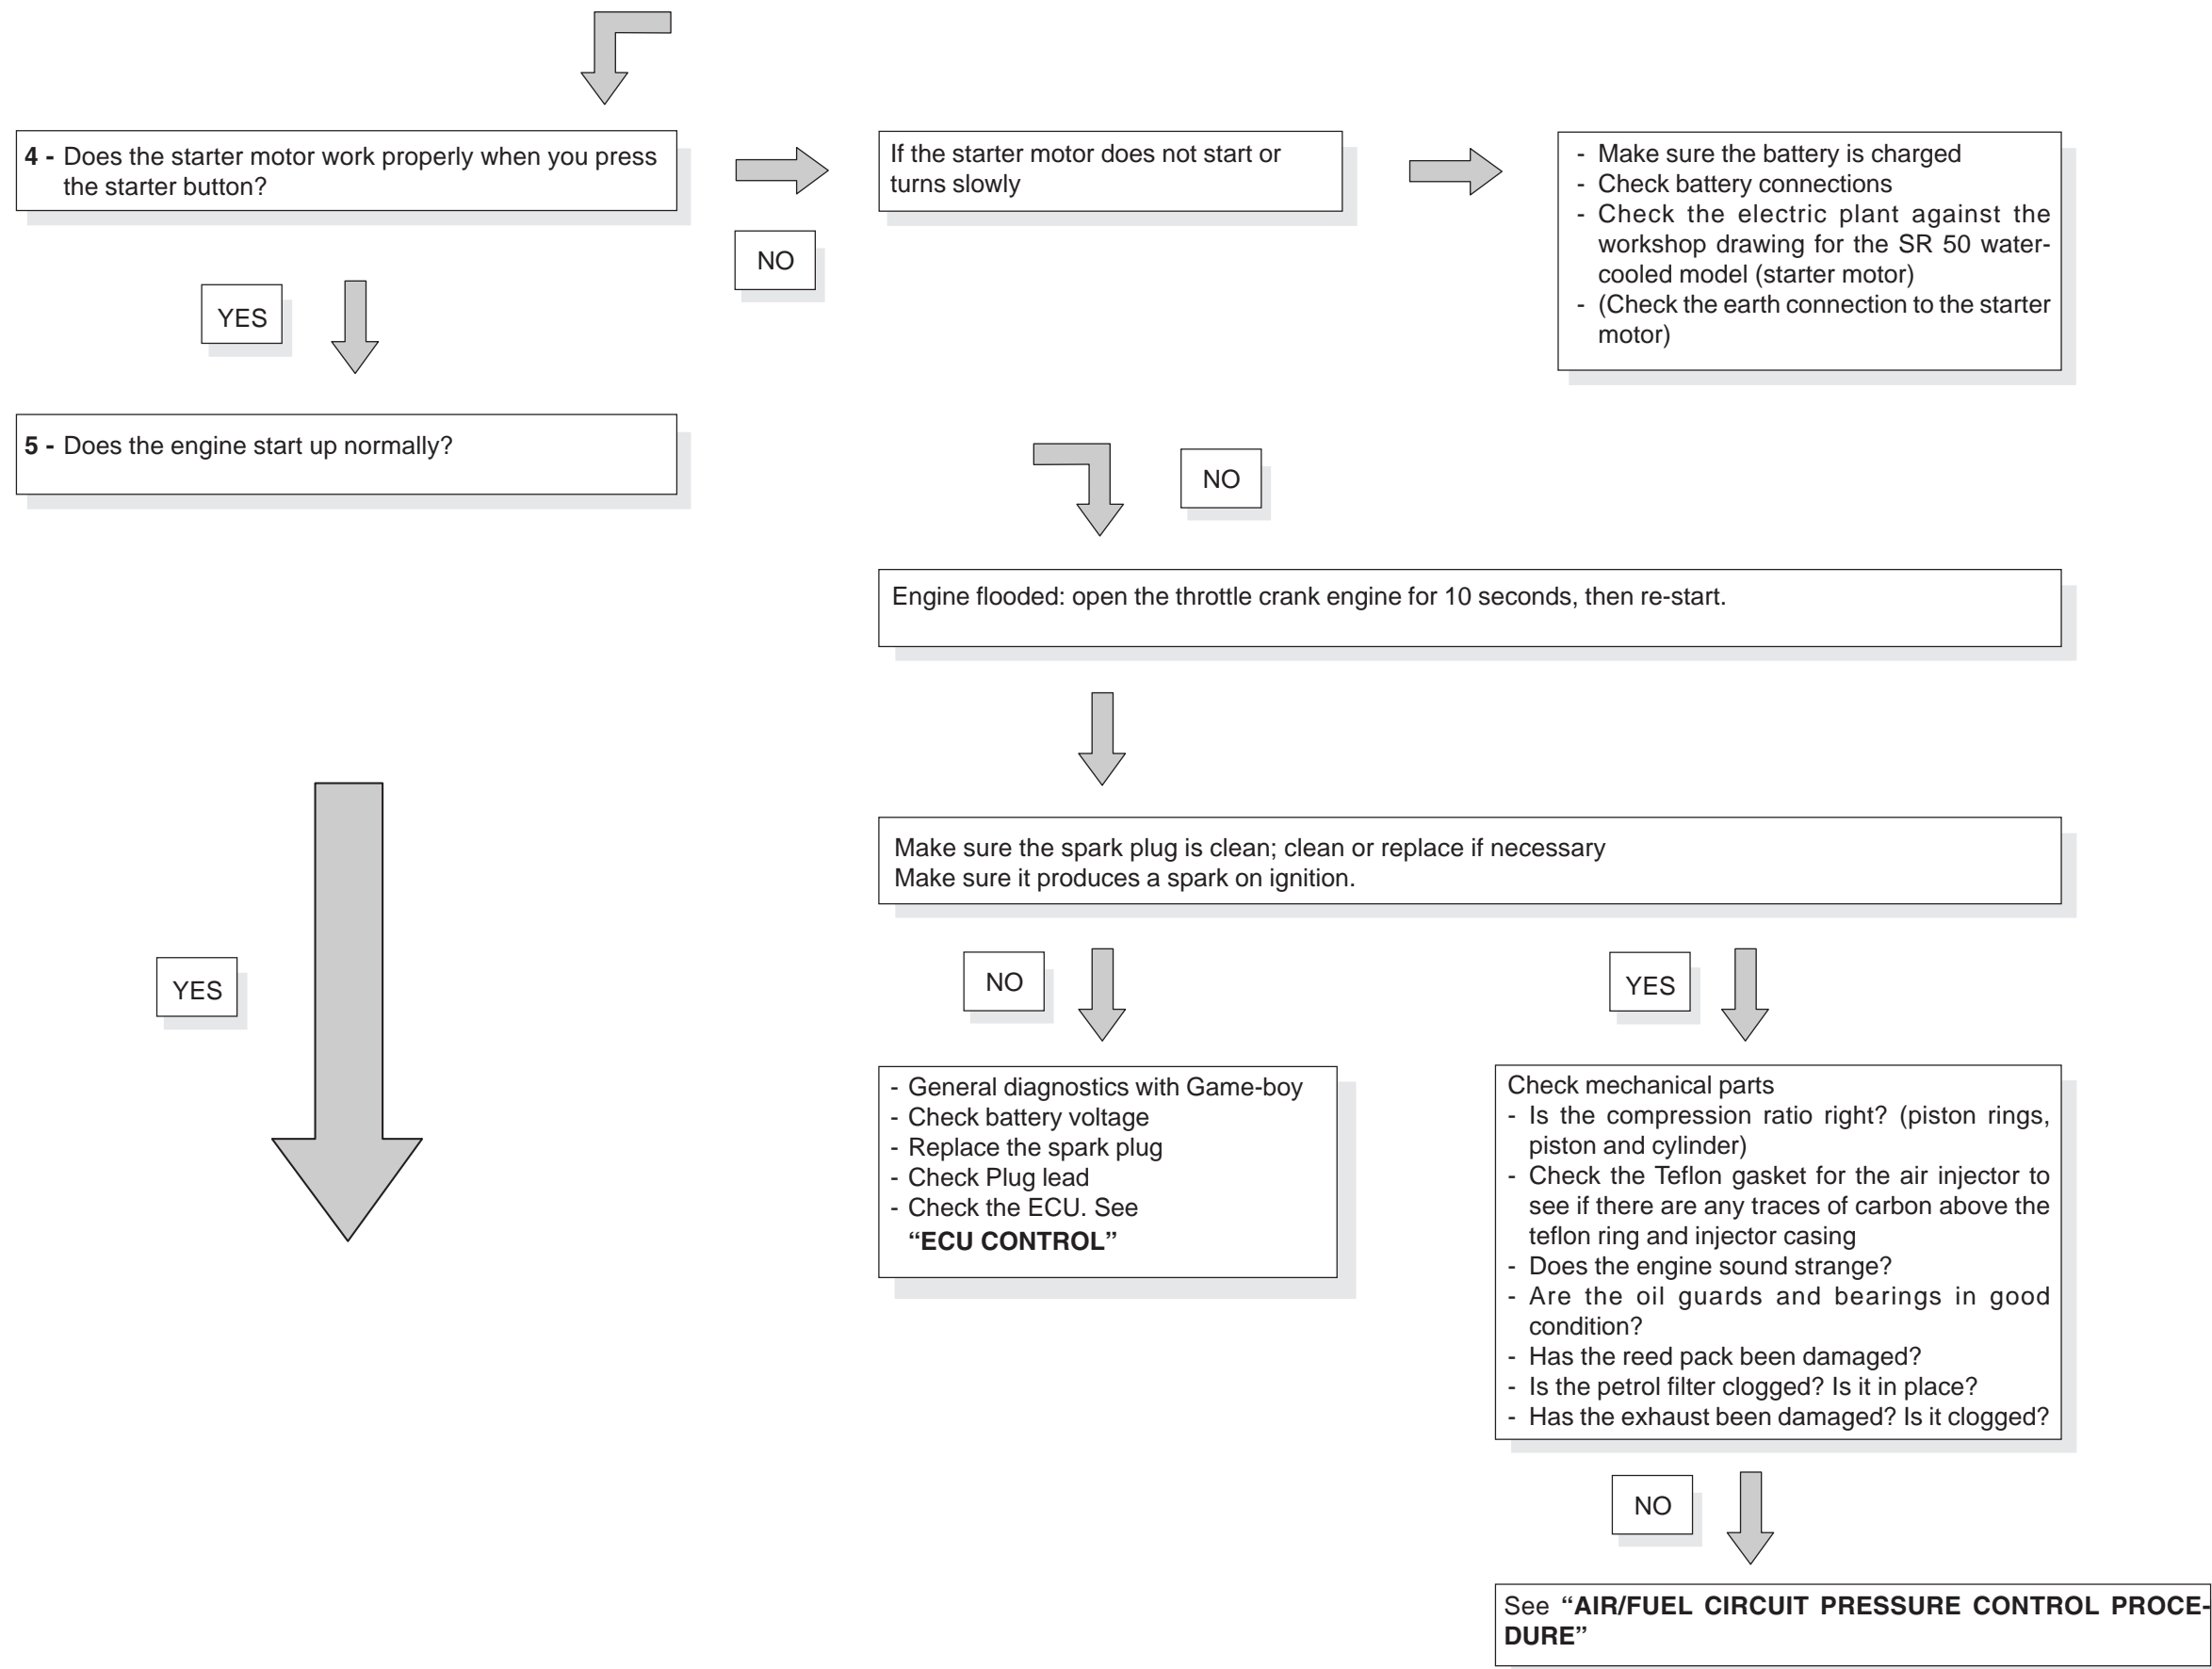 4 - Does the starter motor work properly when you press
the starter button?
NO
If the starter motor does not start or
turns slowly
- Make sure the battery is charged
- Check battery connections
- Check the electric plant against the
workshop drawing for the SR 50 water-
cooled model (starter motor)
- (Check the earth connection to the starter
motor)
YES
5 - Does the engine start up normally?
NO
Engine flooded: open the throttle crank engine for 10 seconds, then re-start.
Make sure the spark plug is clean; clean or replace if necessary
Make sure it produces a spark on ignition.
YES
NO
- General diagnostics with Game-boy
- Check battery voltage
- Replace the spark plug
- Check Plug lead
- Check the ECU. See
“ECU CONTROL”
YES
Check mechanical parts
- Is the compression ratio right? (piston rings,
piston and cylinder)
- Check the Teflon gasket for the air injector to
see if there are any traces of carbon above the
teflon ring and injector casing
- Does the engine sound strange?
- Are the oil guards and bearings in good
condition?
- Has the reed pack been damaged?
- Is the petrol filter clogged? Is it in place?
- Has the exhaust been damaged? Is it clogged?
NO
See “AIR/FUEL CIRCUIT PRESSURE CONTROL PROCE-
DURE”